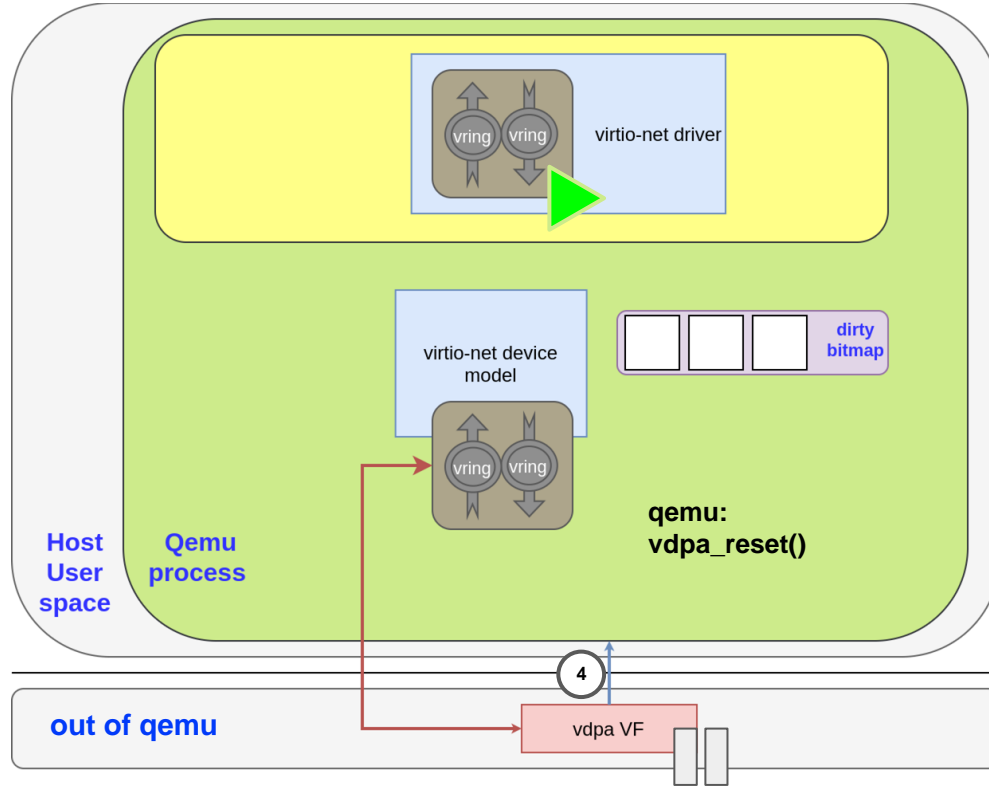 vring
vring
virtio-net driver
dirty
bitmap
virtio-net device
model
vring
vring
qemu:
vdpa_reset()
Host
User
space
Qemu
process
4
out of qemu
vdpa VF